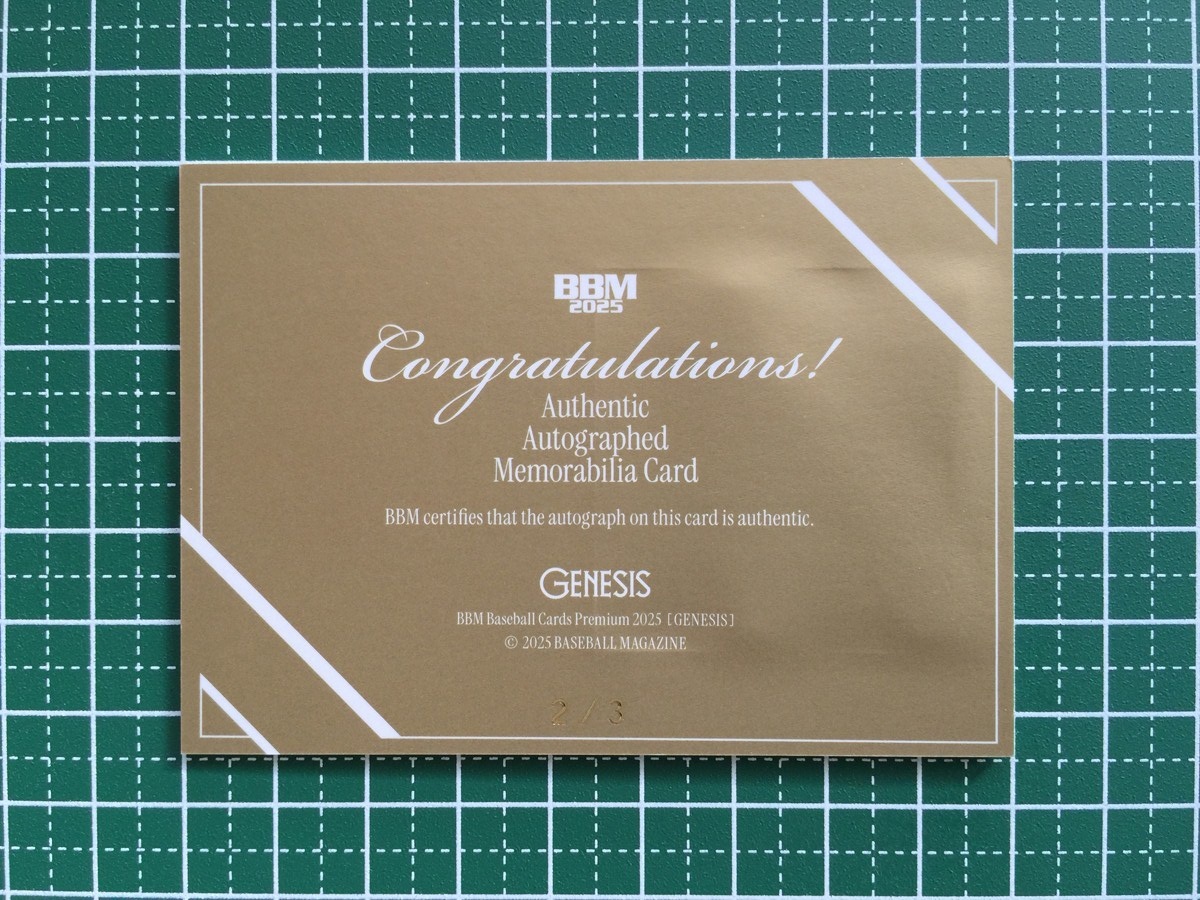 BBM
2025
Congratulations!
Authentic
Autographed
Memorabilia Card
BBM certifies that the autograph on this card is authentic.
GENESIS
BBM Baseball Cards Premium 2025 [GENESIS]
© 2025 BASEBALL MAGAZINE
2/3